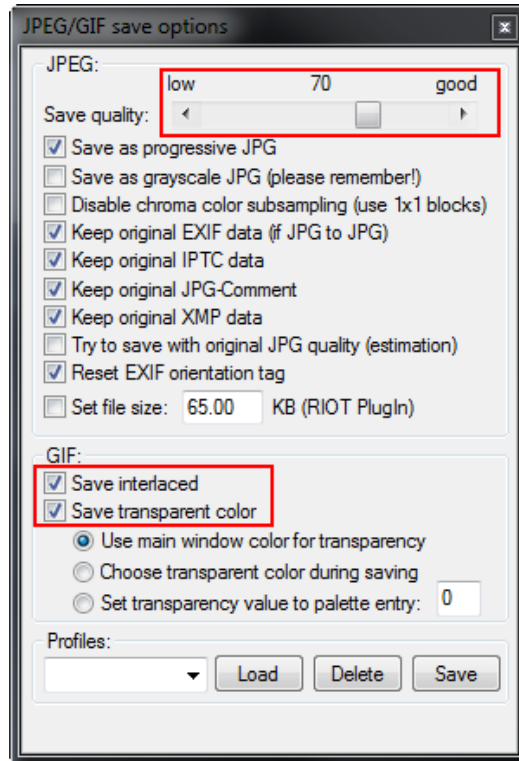 JPEG/GIF save options
JPEG:
low 70 good
Save quality:
Save as progressive JPG
Save as grayscale JPG (please remember!)
Disable chroma color subsampling (use 1x1 blocks)
Keep original EXIF data (if JPG to JPG)
Keep original IPTC data
Keep original JPG-Comment
Keep original XMP data
Try to save with original JPG quality (estimation)
Reset EXIF orientation tag
Set file size: 65.00 KB (RIOT PlugIn)
GIF:
Save interlaced
Save transparent color
Use main window color for transparency
Choose transparent color during saving
Set transparency value to palette entry: 0
Profiles:
Load Delete Save